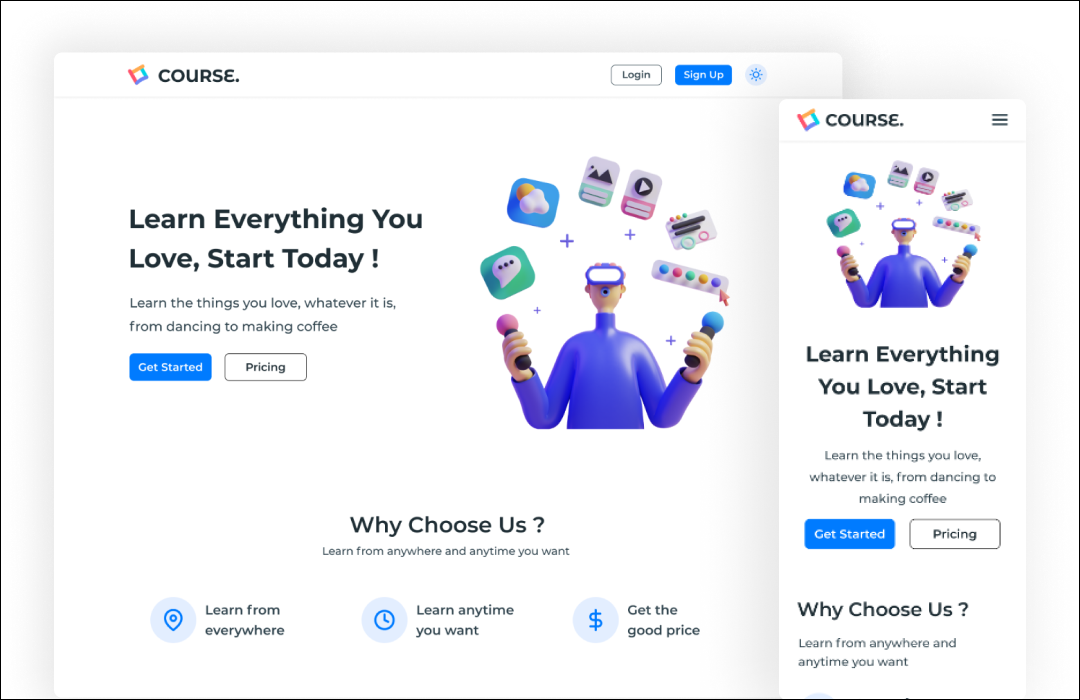 COURSE.
Login
Sign Up
Learn Everything You
Love, Start Today !
Learn the things you love, whatever it is,
from dancing to making coffee
Get Started
Pricing
Why Choose Us ?
Learn from anywhere and anytime you want
Learn from
everywhere
Learn anytime
you want
Get the
good price
COURSE.
Learn Everything
You Love, Start
Today !
Learn the things you love,
whatever it is, from dancing to
making coffee
Get Started
Pricing
Why Choose Us ?
Learn from anywhere and
anytime you want